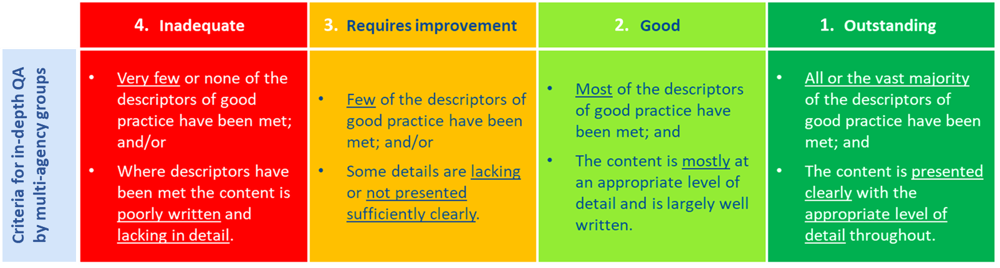 4. Inadequate
3. Requires improvement
2. Good
1. Outstanding
Criteria for in-depth QA
by multi-agency groups
• Very few or none of the
descriptors of good
practice have been met;
and/or
• Where descriptors have
been met the content is
poorly written and
lacking in detail.
• Few of the descriptors of
good practice have been
met; and/or
• Some details are lacking
or not presented
sufficiently clearly.
• Most of the descriptors
of good practice have
been met; and
• The content is mostly at
an appropriate level of
detail and is largely well
written.
• All or the vast majority
of the descriptors of
good practice have been
met; and
• The content is presented
clearly with the
appropriate level of
detail throughout.